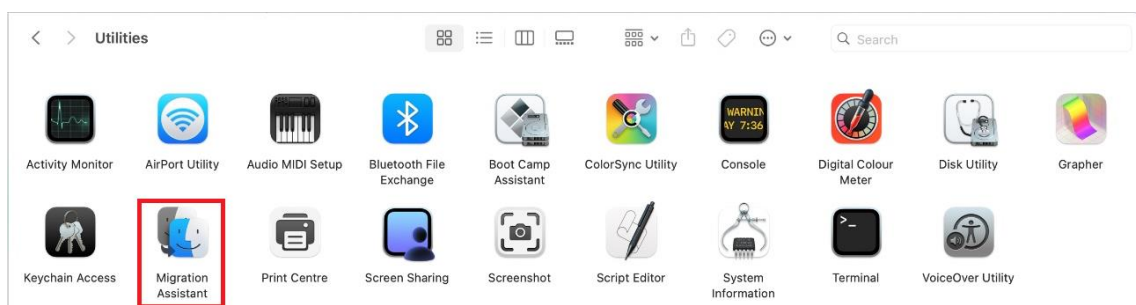 Utilities
Search
WARNIN
AY 7:36
Activity Monitor
AirPort Utility
Audio MIDI Setup
Bluetooth File
Exchange
Boot Camp
Assistant
ColorSync Utility
Console
Digital Colour
Meter
Disk Utility
Grapher
>_
Keychain Access
Migration
Assistant
Print Centre
Screen Sharing
Screenshot
Script Editor
System
Information
Terminal
VoiceOver Utility